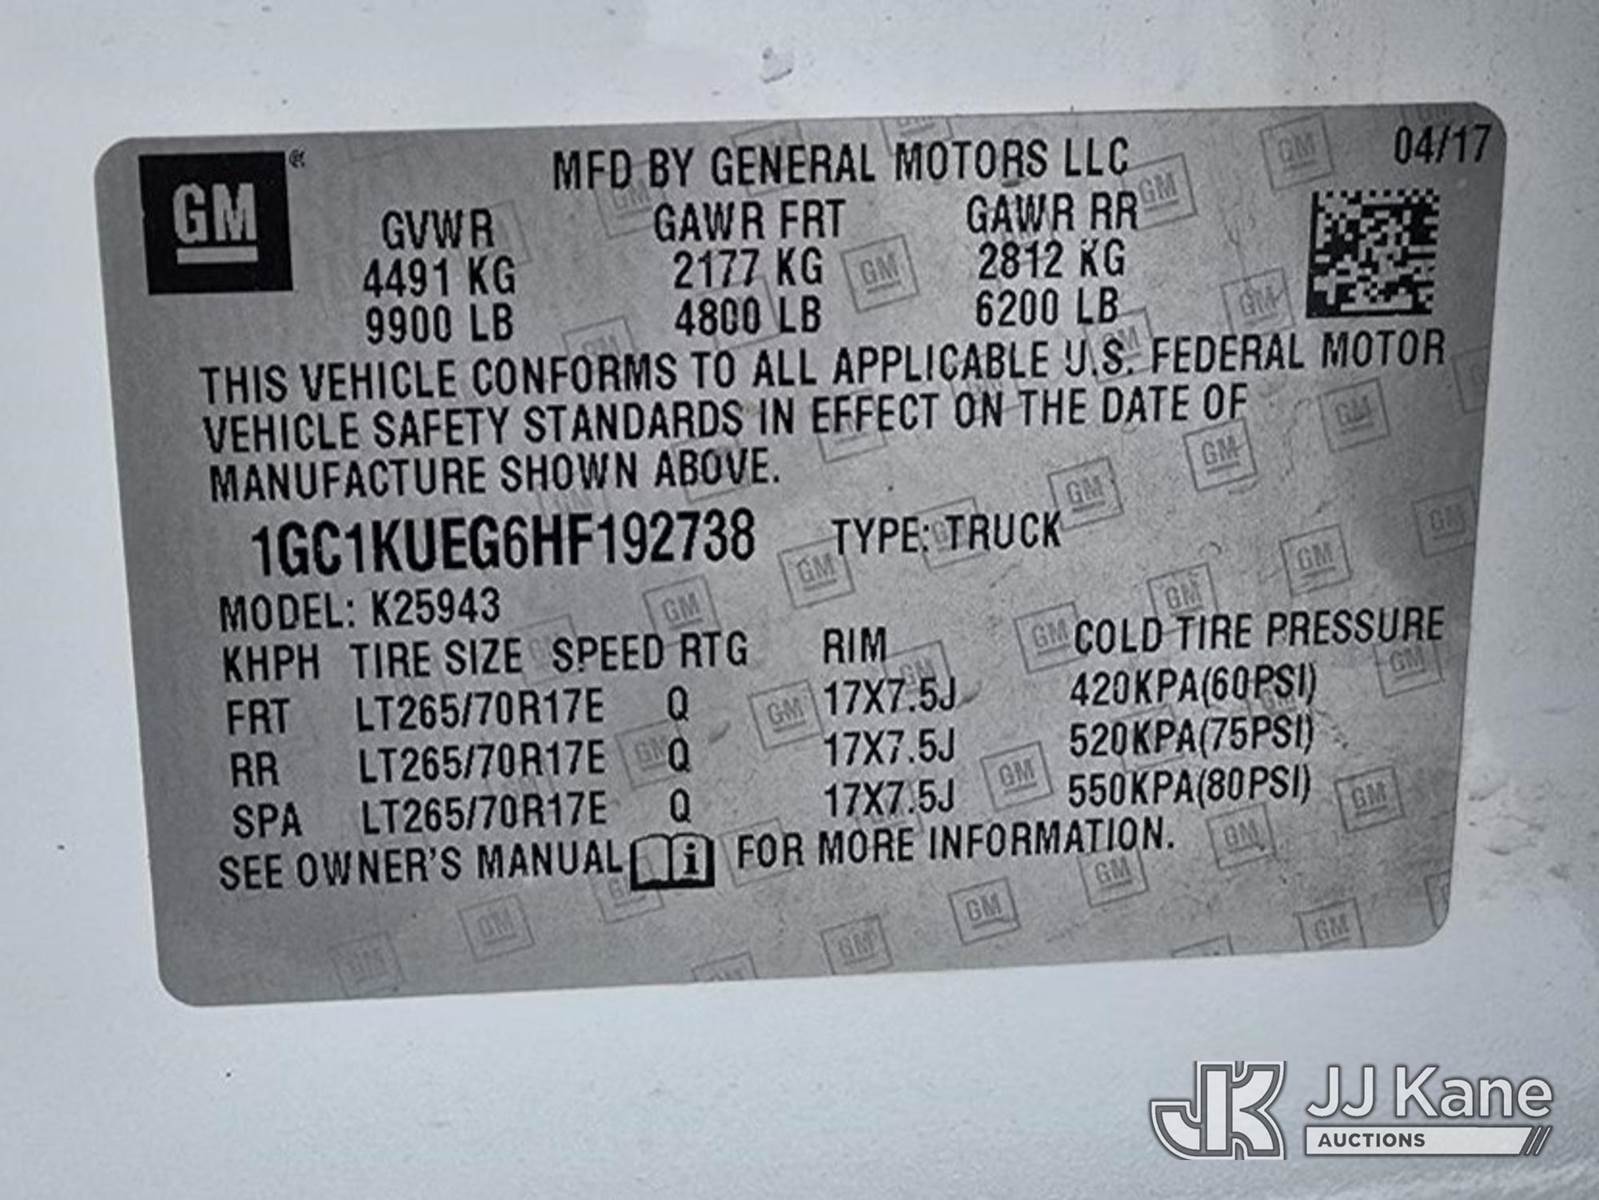 GM
MFD BY GENERAL MOTORS LLC 04/17
GVWR GAWR FRT GAWR RR
4491 KG 2177 KG 2812 KG
9900 LB 4800 LB 6200 LB
THIS VEHICLE CONFORMS TO ALL APPLICABLE U.S. FEDERAL MOTOR
VEHICLE SAFETY STANDARDS IN EFFECT ON THE DATE OF
MANUFACTURE SHOWN ABOVE.
1GC1KUEG6HF192738 TYPE: TRUCK
MODEL: K25943
KHPH TIRE SIZE SPEED RTG RIM COLD TIRE PRESSURE
FRT LT265/70R17E Q 17X7.5J 420KPA(60PSI)
RR LT265/70R17E Q 17X7.5J 520KPA(75PSI)
SPA LT265/70R17E Q 17X7.5J 550KPA(80PSI)
SEE OWNER'S MANUAL i FOR MORE INFORMATION.
JK JJ Kane
AUCTIONS